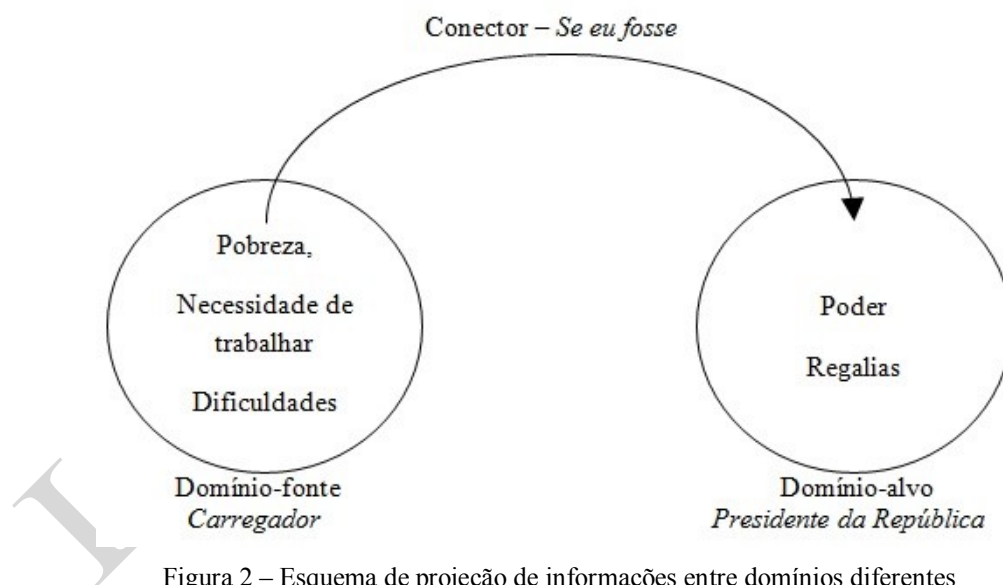 Conector – Se eu fosse
Pobreza,
Necessidade de
trabalhar
Dificuldades
Domínio-fonte
Carregador
Poder
Regalias
Domínio-alvo
Presidente da República
Figura 2 – Esquema de projeção de informações entre domínios diferentes